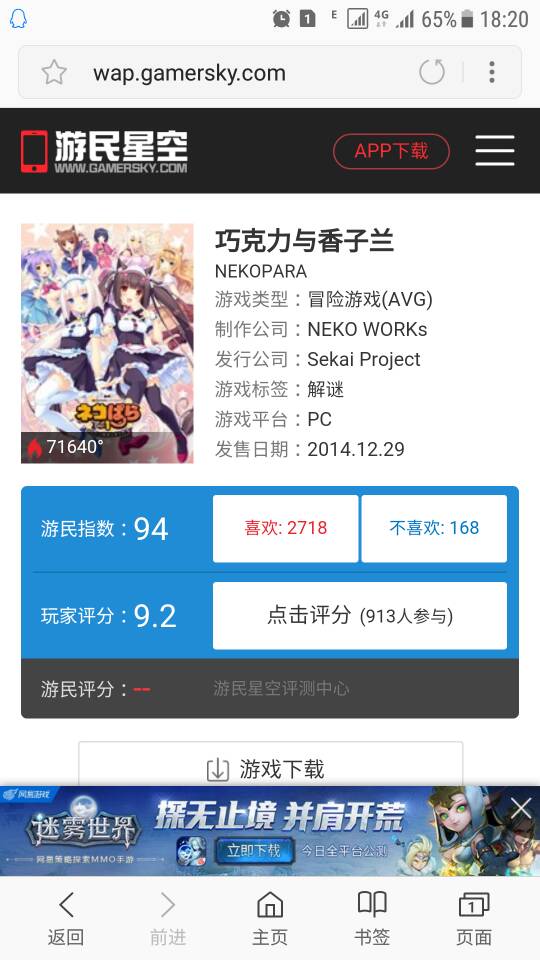 1 E 4G 65% 18:20
wap.gamersky.com
游民星空
WWW.GAMERSKY.COM
APP下载
巧克力与香子兰
NEKOPARA
游戏类型：冒险游戏(AVG)
制作公司：NEKO WORKs
发行公司：Sekai Project
游戏标签：解谜
游戏平台：PC
发售日期：2014.12.29
ネコぱら
71640°
游民指数：94
喜欢: 2718
不喜欢: 168
玩家评分：9.2
点击评分 (913人参与)
游民评分：--
游民星空评测中心
游戏下载
网易游戏
迷雾世界
网易策略探索MMO手游
探无止境 并肩开荒
立即下载
今日全平台公测
返回
前进
主页
书签
1
页面